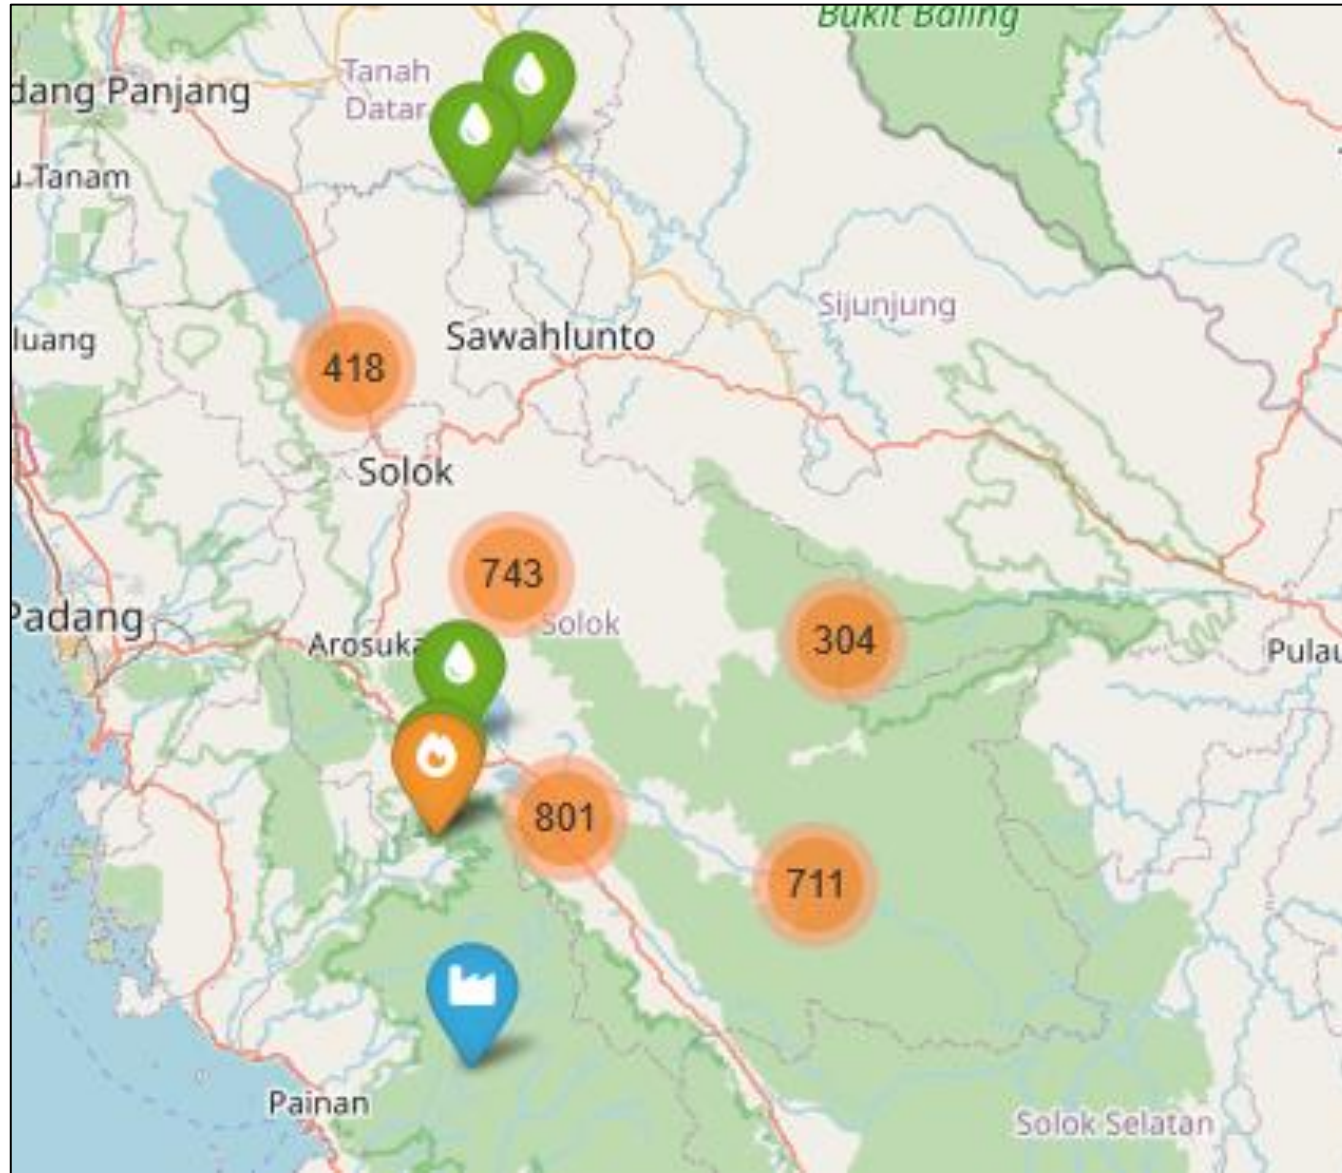 Bukit Baling
Tanah
Datar
dang Panjang
u Tanam
Sijunjung
luang
Sawahlunto
418
Solok
743
Padang
Solok
Arosuka
304
Pulau
801
711
Painan
Solok Selatan